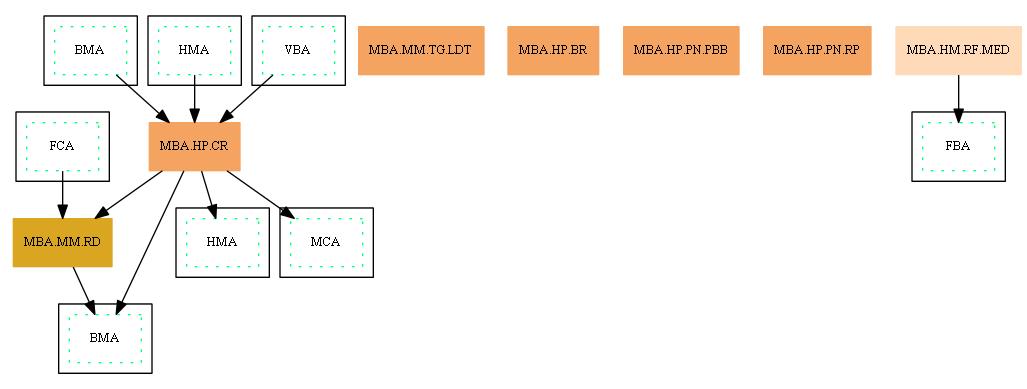 BMA
HMA
VBA
MBA.MM.TG.LDT
MBA.HP.BR
MBA.HP.PN.PBB
MBA.HP.PN.RP
MBA.HM.RF.MED
FCA
MBA.HP.CR
FBA
MBA.MM.RD
HMA
MCA
BMA